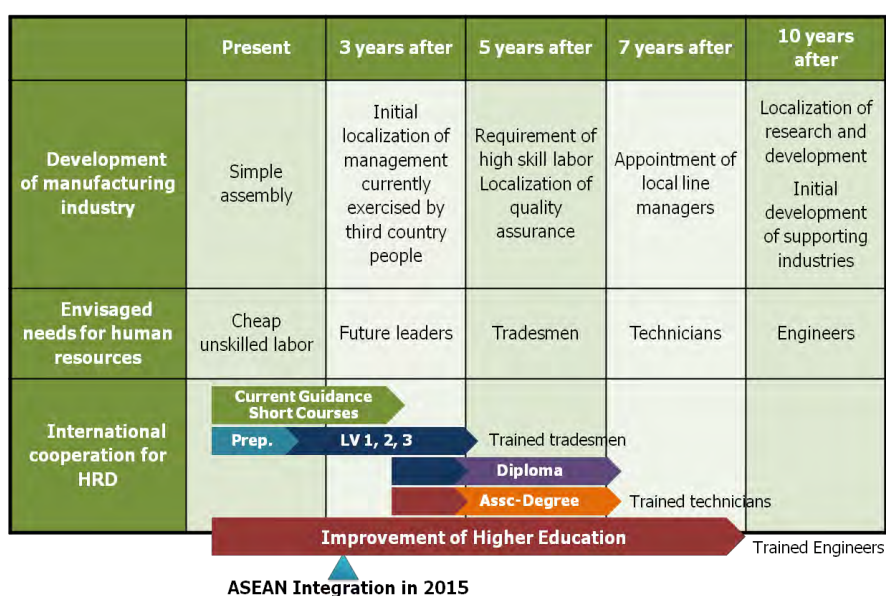 Present
3 years after
5 years after
7 years after
10 years
after
Development
of manufacturing
industry
Simple
assembly
Initial
localization of
management
currently
exercised by
third country
people
Requirement of
high skill labor
Localization of
quality
assurance
Appointment of
local line
managers
Localization of
research and
development
Initial
development
of supporting
industries
Envisaged
needs for human
resources
Cheap
unskilled labor
Future leaders
Tradesmen
Technicians
Engineers
International
cooperation for
HRD
Current Guidance
Short Courses
Prep.
LV 1, 2, 3
Trained tradesmen
Diploma
Assc-Degree
Trained technicians
Improvement of Higher Education
Trained Engineers
ASEAN Integration in 2015